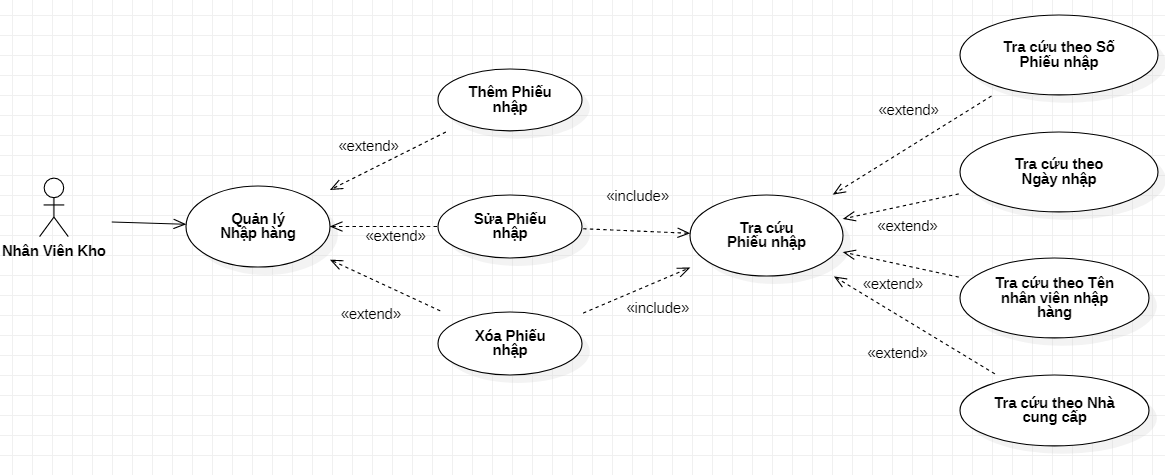 Nhân Viên Kho
Quản lý
Nhập hàng
«extend»
Thêm Phiếu
nhập
«extend»
Sửa Phiếu
nhập
«extend»
Xóa Phiếu
nhập
«include»
«include»
Tra cứu
Phiếu nhập
«extend»
Tra cứu theo Số
Phiếu nhập
«extend»
Tra cứu theo
Ngày nhập
«extend»
Tra cứu theo Tên
nhân viên nhập
hàng
«extend»
Tra cứu theo Nhà
cung cấp